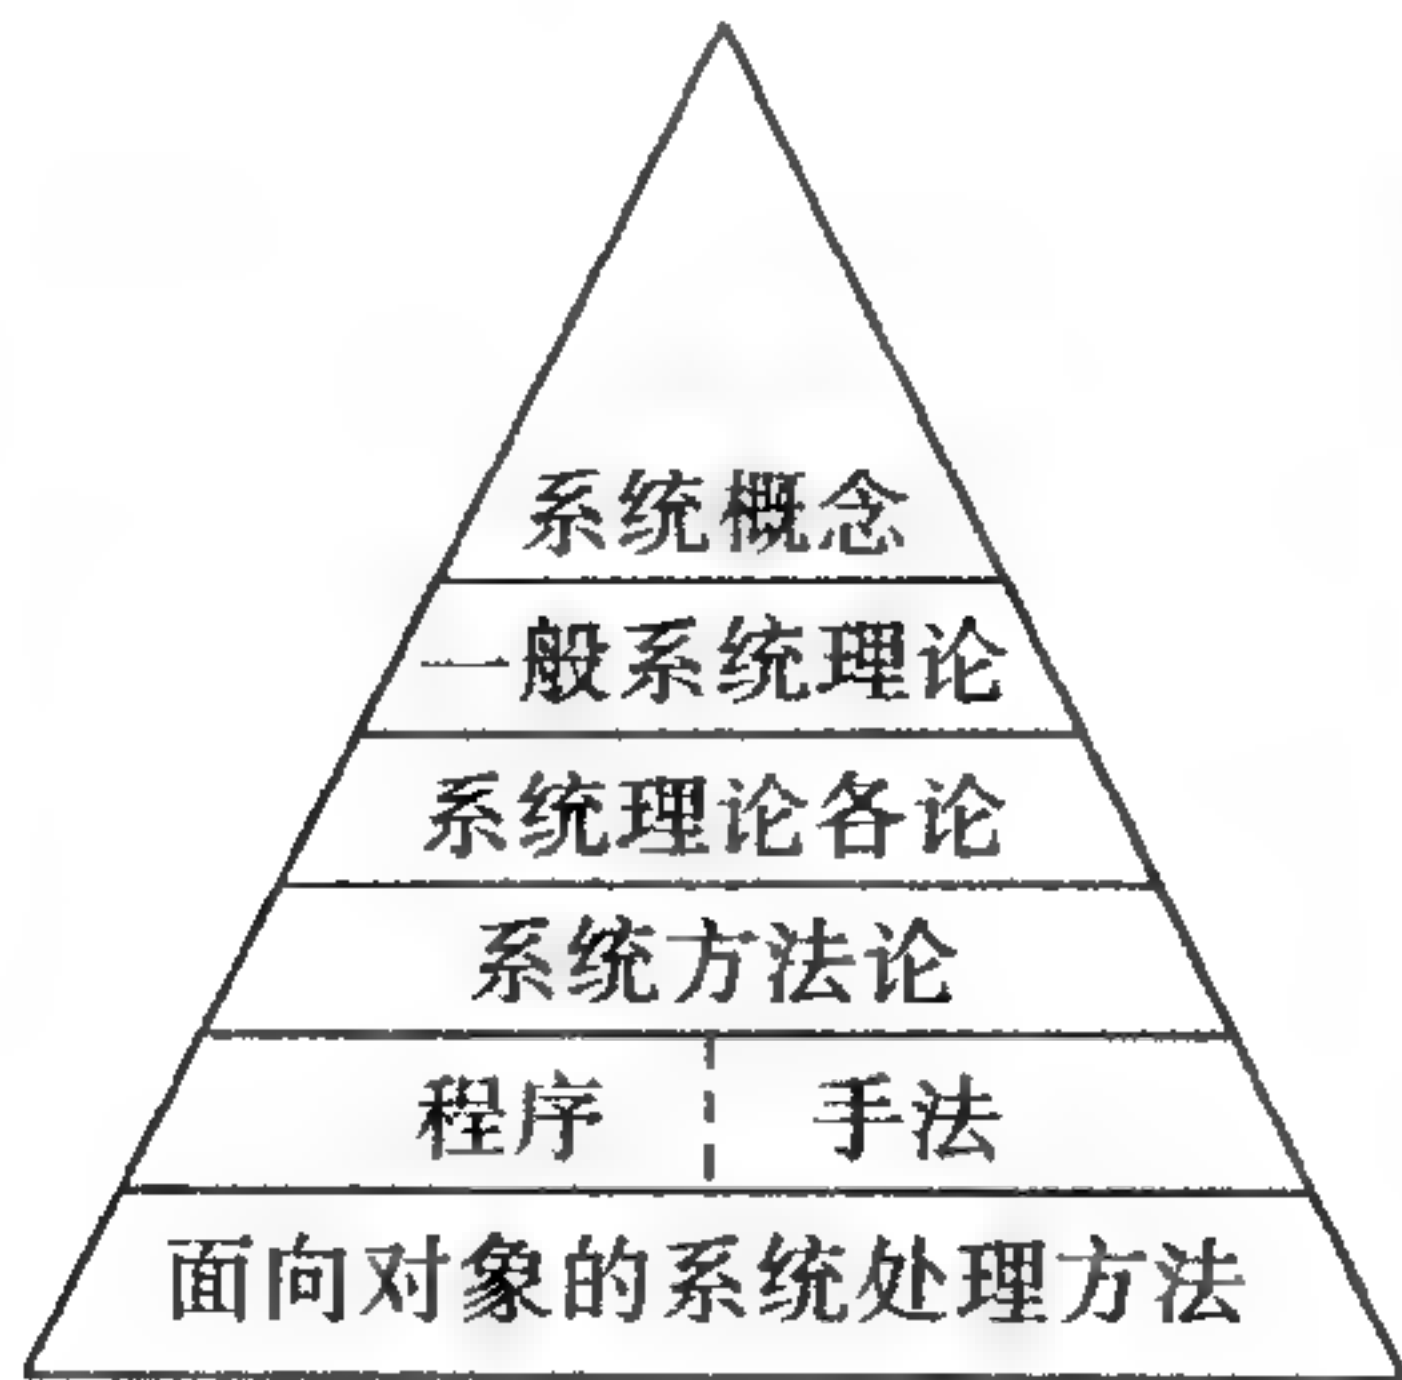 系统概念
一般系统理论
系统理论各论
系统方法论
程序 手法
面向对象的系统处理方法